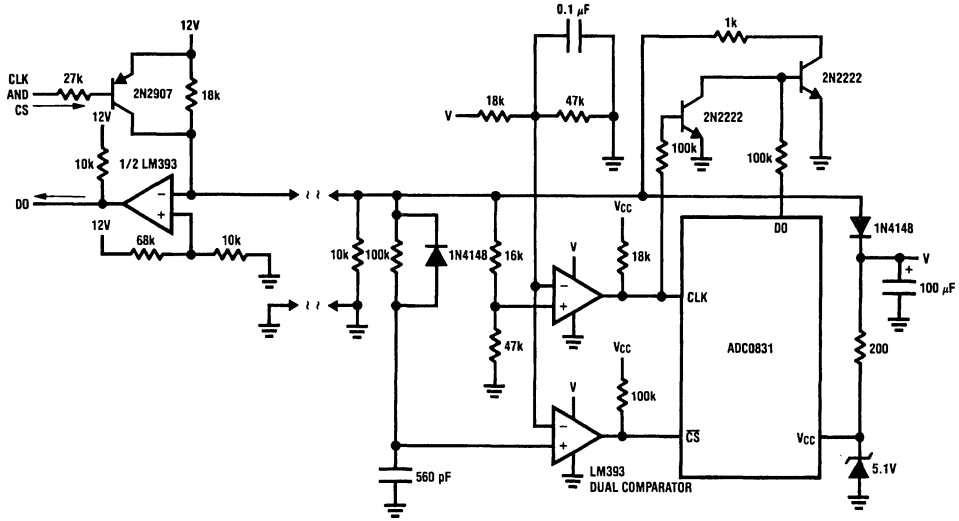 0.1 µF
12V
1k
CLK
AND
CS
27k
2N2907
18k
2N2222
12V
V
18k
47k
2N2222
10k
1/2 LM393
100k
100k
DO
−
+
12V
68k
10k
VCC
DO
1N4148
10k
100k
1N4148
16k
V
18k
V
+
100 µF
−
+
CLK
ADC0831
47k
VCC
200
V
100k
−
+
CS
VCC
5.1V
560 pF
LM393
DUAL COMPARATOR